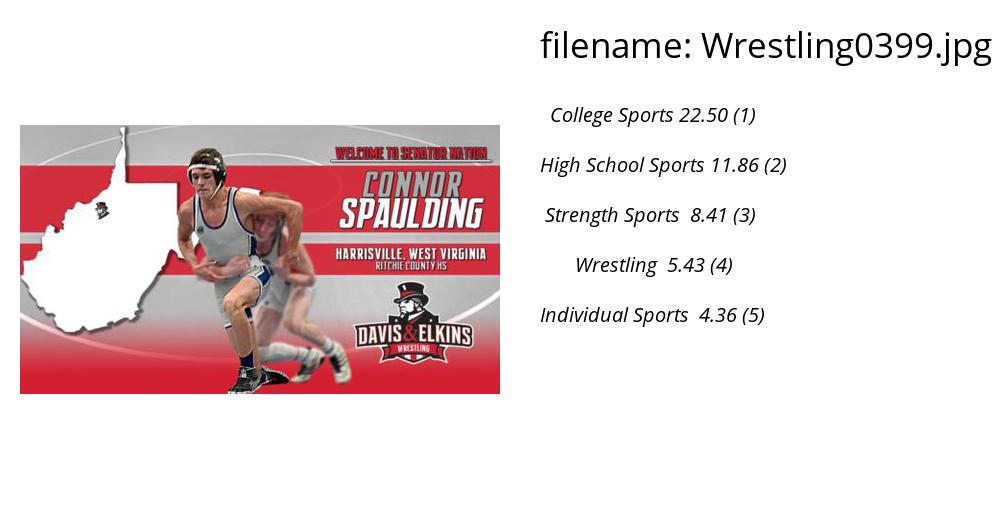 filename: Wrestling0399.jpg
College Sports 22.50 (1)
High School Sports 11.86 (2)
Strength Sports 8.41 (3)
Wrestling 5.43 (4)
Individual Sports 4.36 (5)
WELCOME TO SENATOR NATION
CONNOR
SPAULDING
HARRISVILLE, WEST VIRGINIA
RITCHIE COUNTY HS
DAVIS & ELKINS
WRESTLING